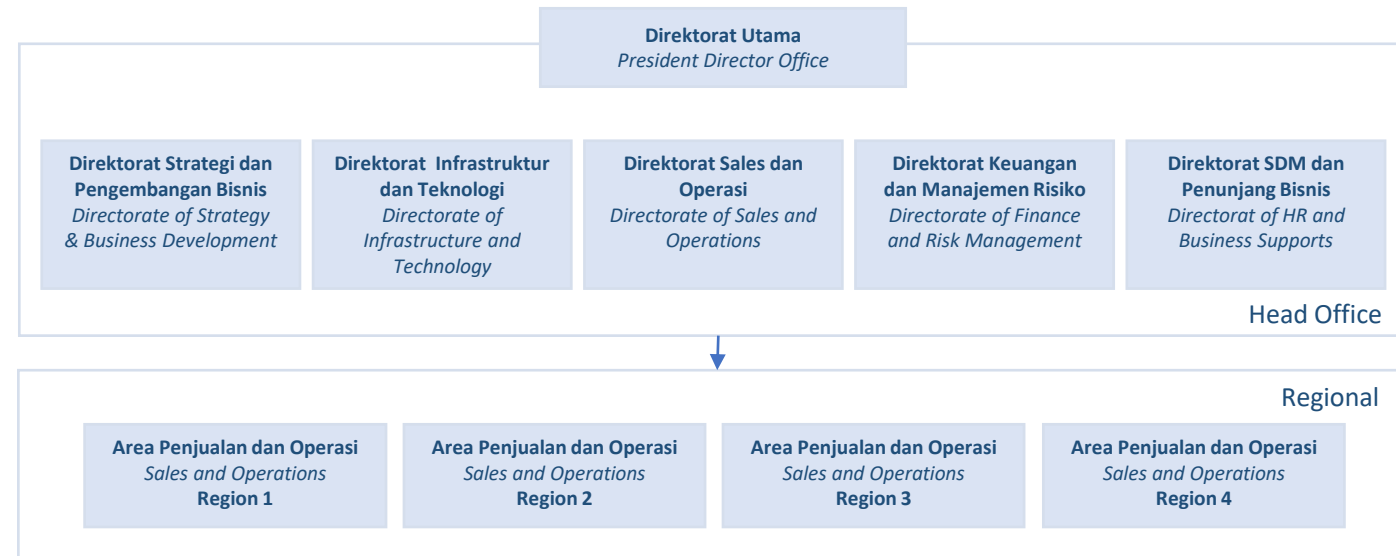 Direktorat Utama
President Director Office
Direktorat Strategi dan
Pengembangan Bisnis
Directorate of Strategy
& Business Development
Direktorat Infrastruktur
dan Teknologi
Directorate of
Infrastructure and
Technology
Direktorat Sales dan
Operasi
Directorate of Sales and
Operations
Direktorat Keuangan
dan Manajemen Risiko
Directorate of Finance
and Risk Management
Direktorat SDM dan
Penunjang Bisnis
Directorat of HR and
Business Supports
Head Office
Regional
Area Penjualan dan Operasi
Sales and Operations
Region 1
Area Penjualan dan Operasi
Sales and Operations
Region 2
Area Penjualan dan Operasi
Sales and Operations
Region 3
Area Penjualan dan Operasi
Sales and Operations
Region 4